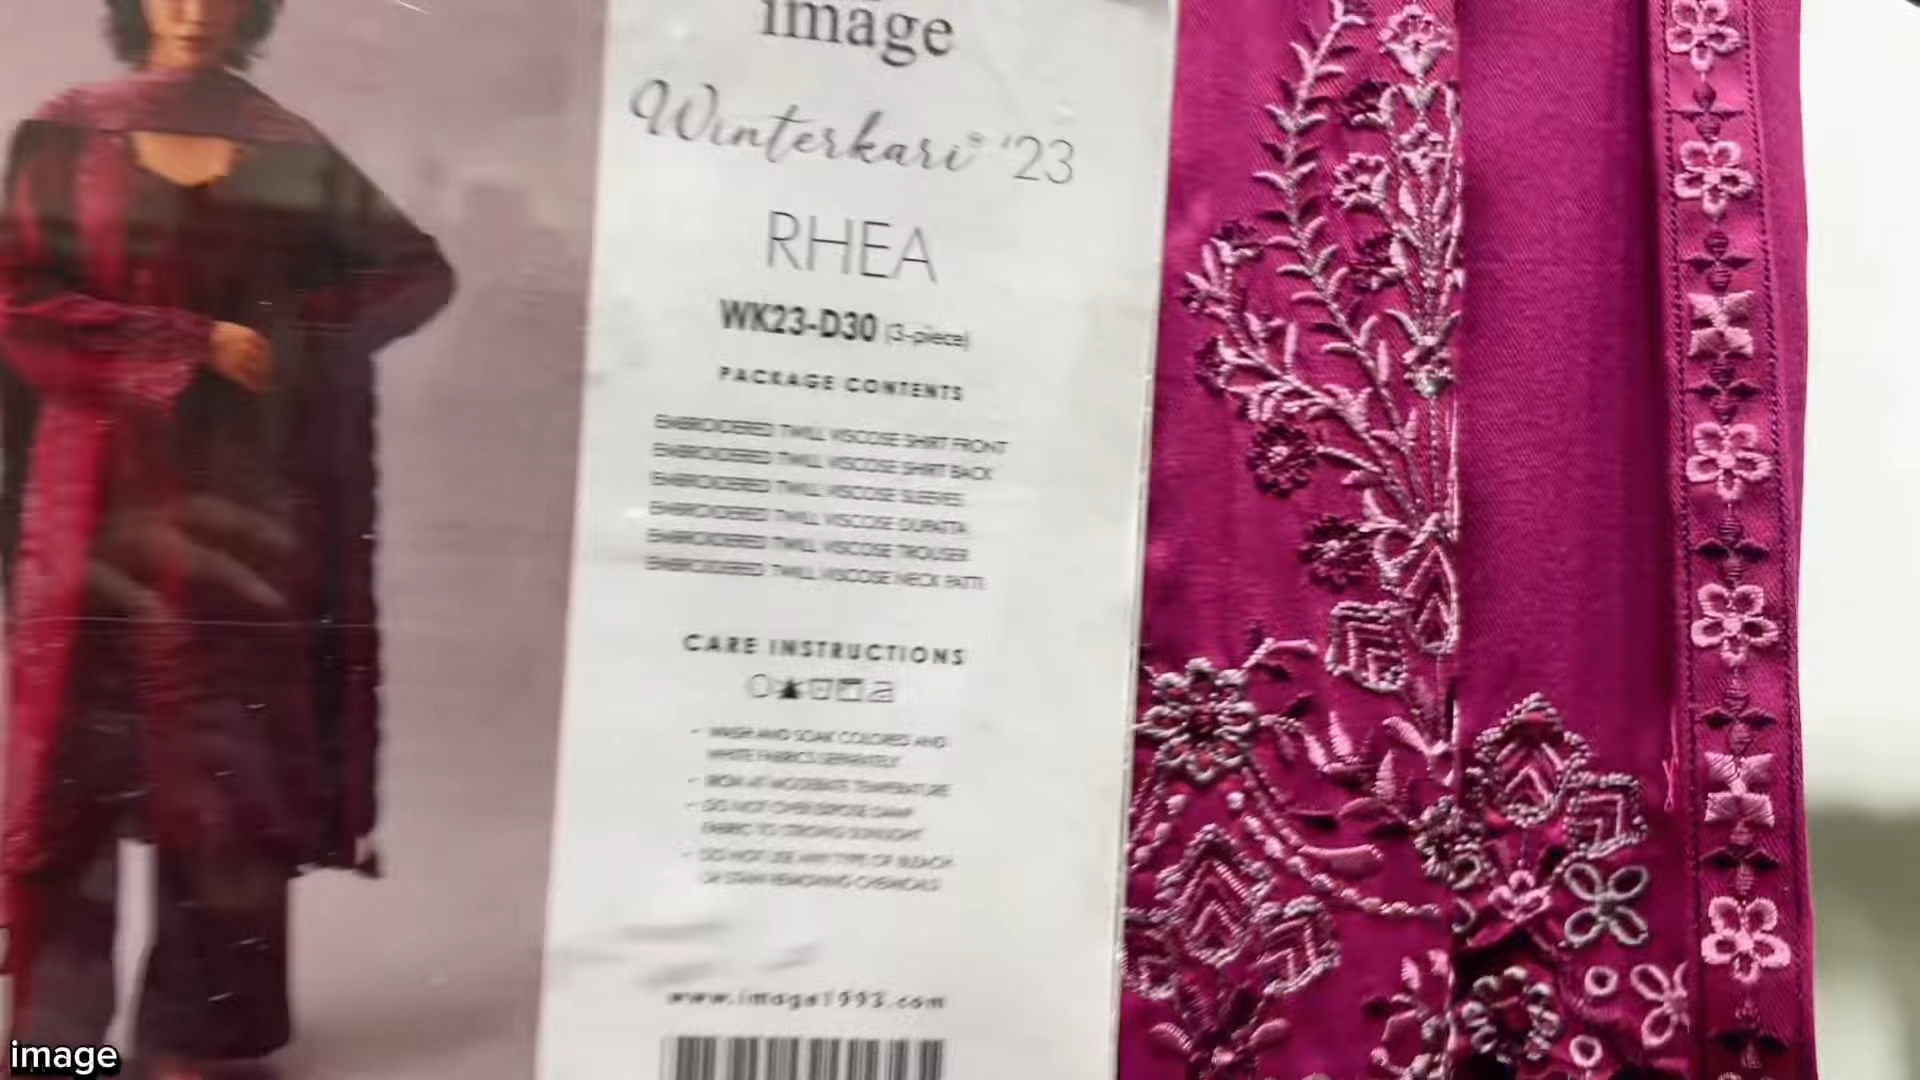 image
Winterkari® '23
RHEA
WK23-D30 (3-piece)
PACKAGE CONTENTS
EMBROIDERED TWILL VISCOSE SHIRT FRONT
EMBROIDERED TWILL VISCOSE SHIRT BACK
EMBROIDERED TWILL VISCOSE SLEEVES
EMBROIDERED TWILL VISCOSE DUPATTA
EMBROIDERED TWILL VISCOSE TROUSER
EMBROIDERED TWILL VISCOSE NECK PATTI
CARE INSTRUCTIONS
- WASH AND SOAK COLORED AND
WHITE FABRICS SEPARATELY
- IRON AT MODERATE TEMPERATURE
- DO NOT OVER EXPOSE DAMP
FABRIC TO STRONG SUNLIGHT
- DO NOT USE ANY TYPE OF BLEACH
OR STAIN REMOVING CHEMICALS
www.image1993.com
image